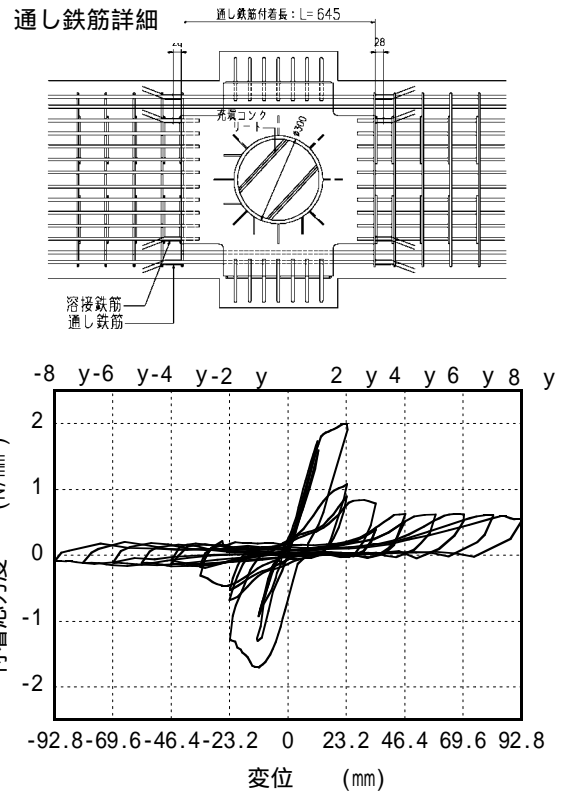 通し鉄筋詳細
通し鉄筋付着長：L=645
28
充填コンク
リート
φ300
溶接鉄筋
通し鉄筋
-8 y-6 y-4 y-2 y 2 y 4 y 6 y 8 y
2
1
0
-1
-2
(N/㎟)
-92.8-69.6-46.4-23.2 0 23.2 46.4 69.6 92.8
変位 (㎜)